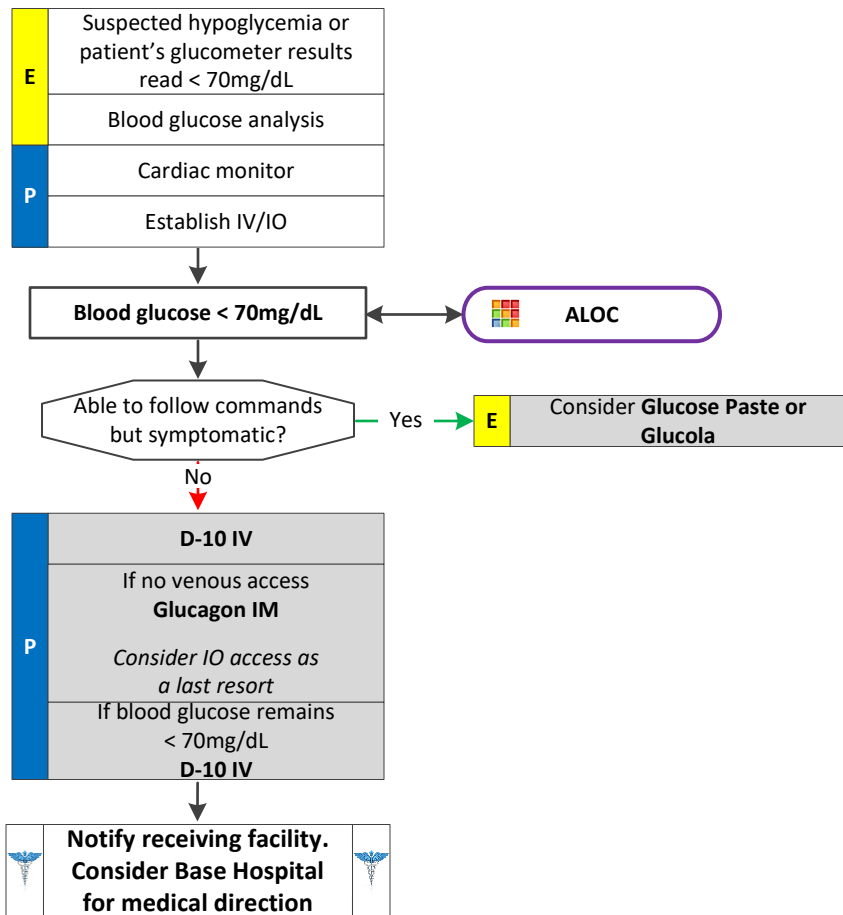 Suspected hypoglycemia or
patient’s glucometer results
read < 70mg/dL
E
Blood glucose analysis
Cardiac monitor
P
Establish IV/IO
Blood glucose < 70mg/dL
ALOC
Able to follow commands
but symptomatic?
Yes
E
Consider Glucose Paste or
Glucola
No
D-10 IV
If no venous access
Glucagon IM
P
Consider IO access as
a last resort
If blood glucose remains
< 70mg/dL
D-10 IV
Notify receiving facility.
Consider Base Hospital
for medical direction